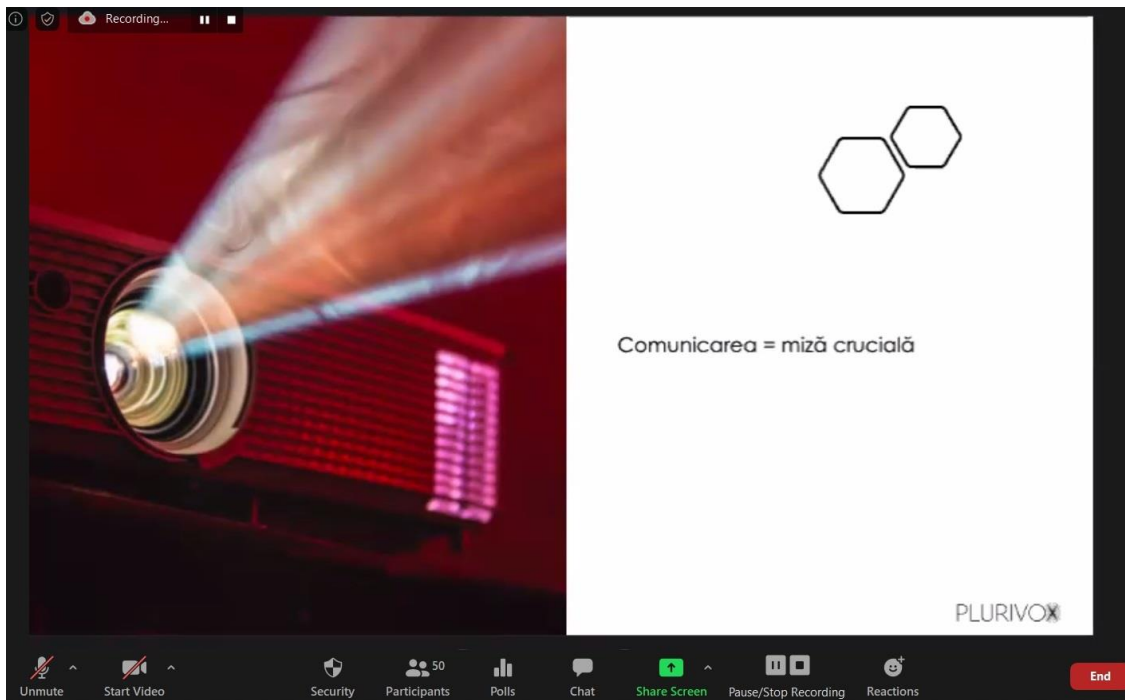 Recording...
Comunicarea = miză crucială
PLURIVOX
50
Unmute
Start Video
Security
Participants
Polls
Chat
Share Screen
Pause/Stop Recording
Reactions
End